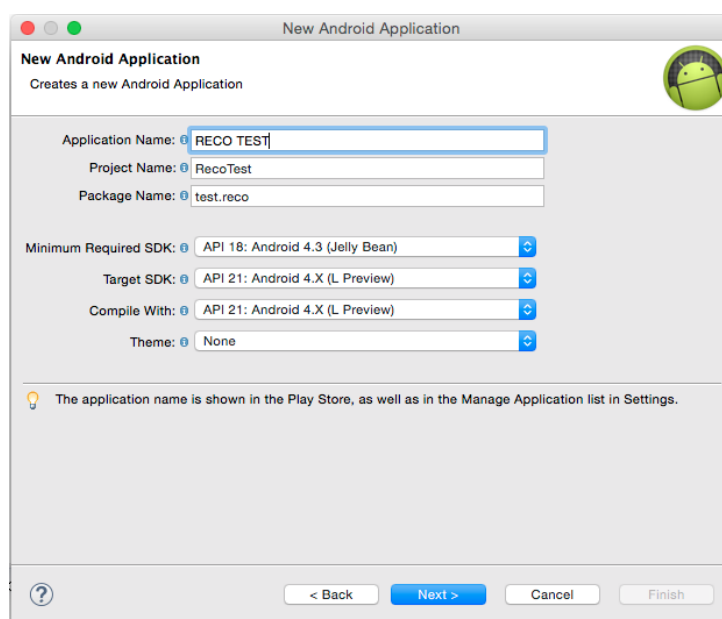 New Android Application
New Android Application
Creates a new Android Application
Application Name: RECO TEST
Project Name: RecoTest
Package Name: test.reco
Minimum Required SDK: API 18: Android 4.3 (Jelly Bean)
Target SDK: API 21: Android 4.X (L Preview)
Compile With: API 21: Android 4.X (L Preview)
Theme: None
The application name is shown in the Play Store, as well as in the Manage Application list in Settings.
? < Back Next > Cancel Finish